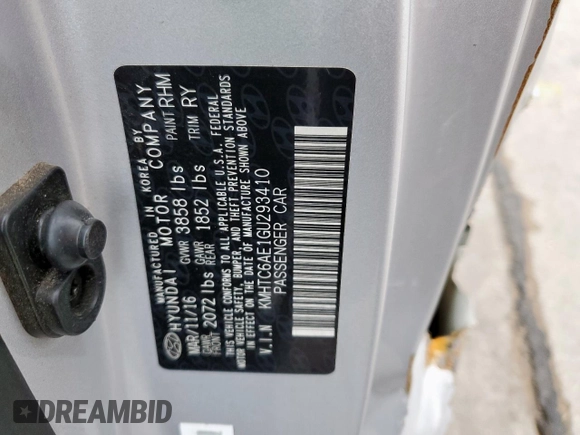 MANUFACTURED IN KOREA BY
HYUNDAI MOTOR COMPANY
MAR/11/16 GVWR 3858 lbs PAINT RHM
GAWR FRONT 2072 lbs GAWR REAR 1852 lbs TRIM RY
THIS VEHICLE CONFORMS TO ALL APPLICABLE U.S.A. FEDERAL
MOTOR VEHICLE SAFETY, BUMPER, AND THEFT PREVENTION STANDARDS
IN EFFECT ON THE DATE OF MANUFACTURE SHOWN ABOVE
V.I.N KMHTC6AE1GU293410
PASSENGER CAR
DREAMBID